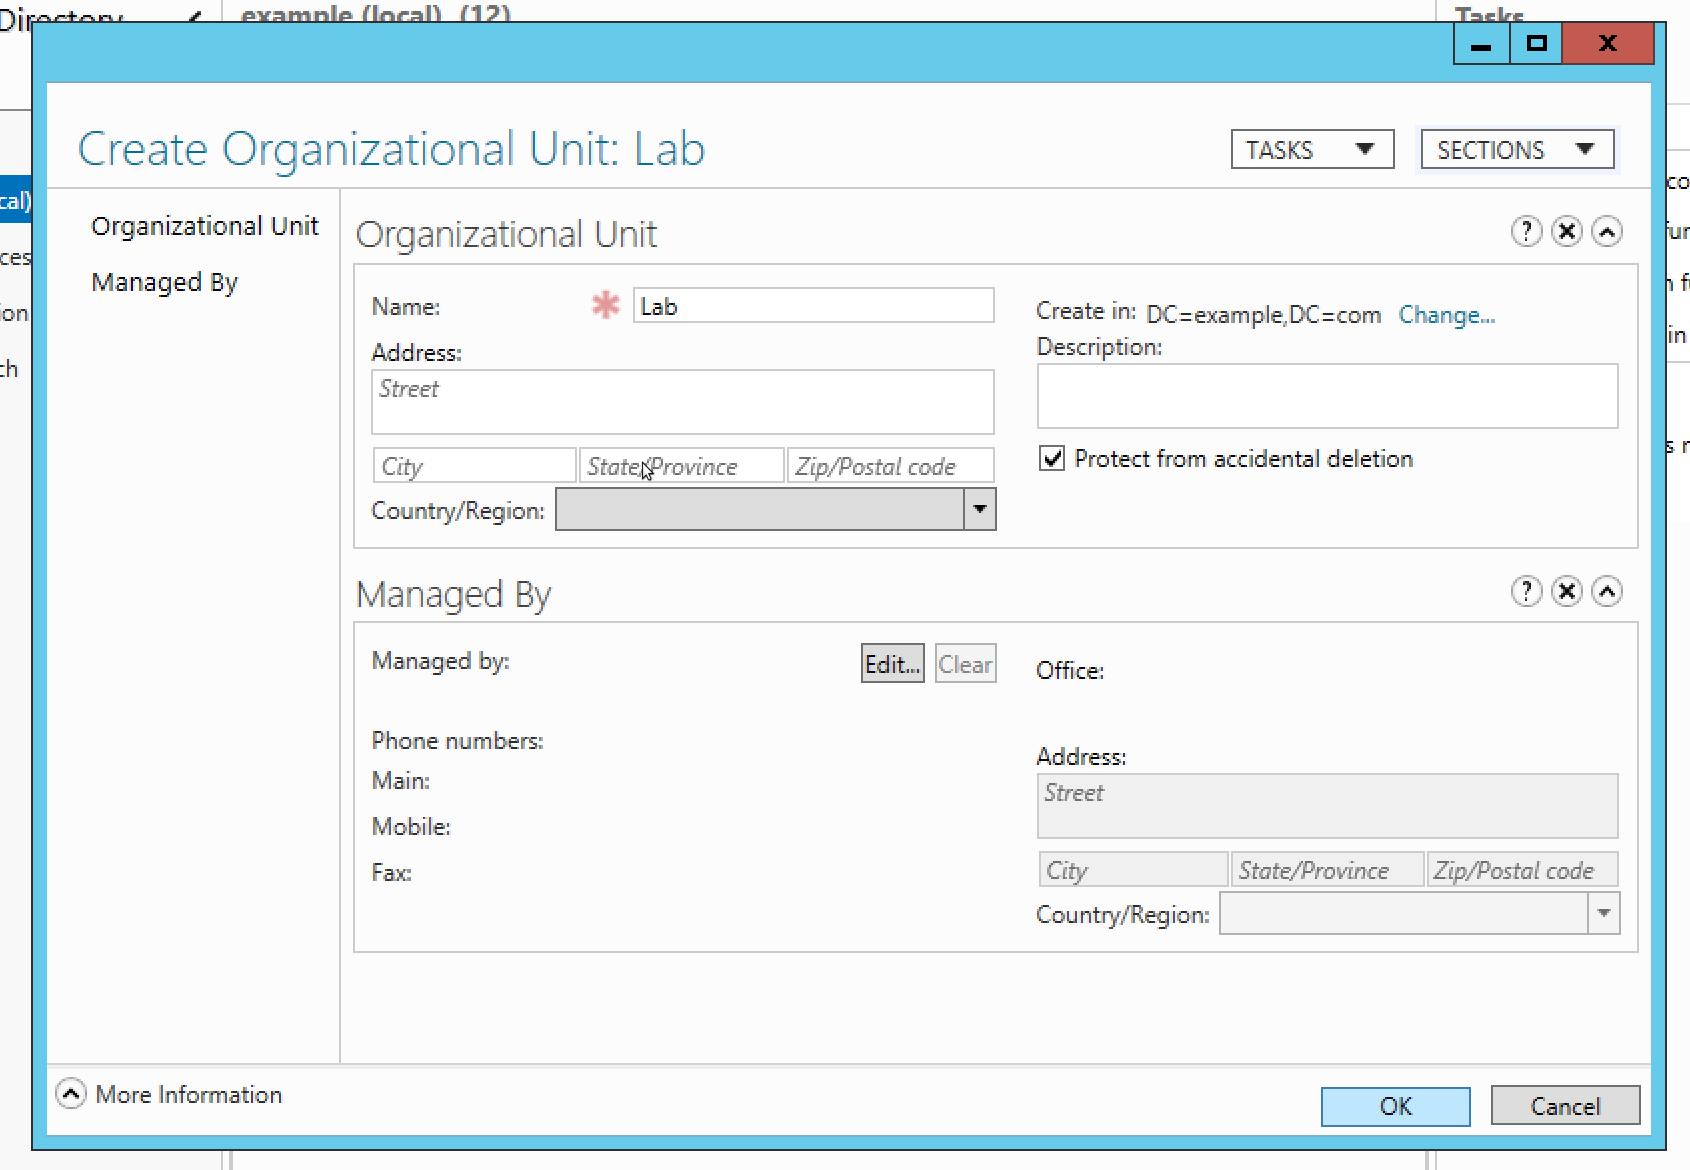 Directory example (local) (12) Tasks
Create Organizational Unit: Lab TASKS SECTIONS
Organizational Unit
Managed By
Organizational Unit
Name: * Lab
Create in: DC=example,DC=com Change...
Address:
Description:
Street
City State/Province Zip/Postal code
Protect from accidental deletion
Country/Region:
Managed By
Managed by: Edit... Clear
Office:
Phone numbers:
Main:
Mobile:
Fax:
Address:
Street
City State/Province Zip/Postal code
Country/Region:
More Information
OK Cancel